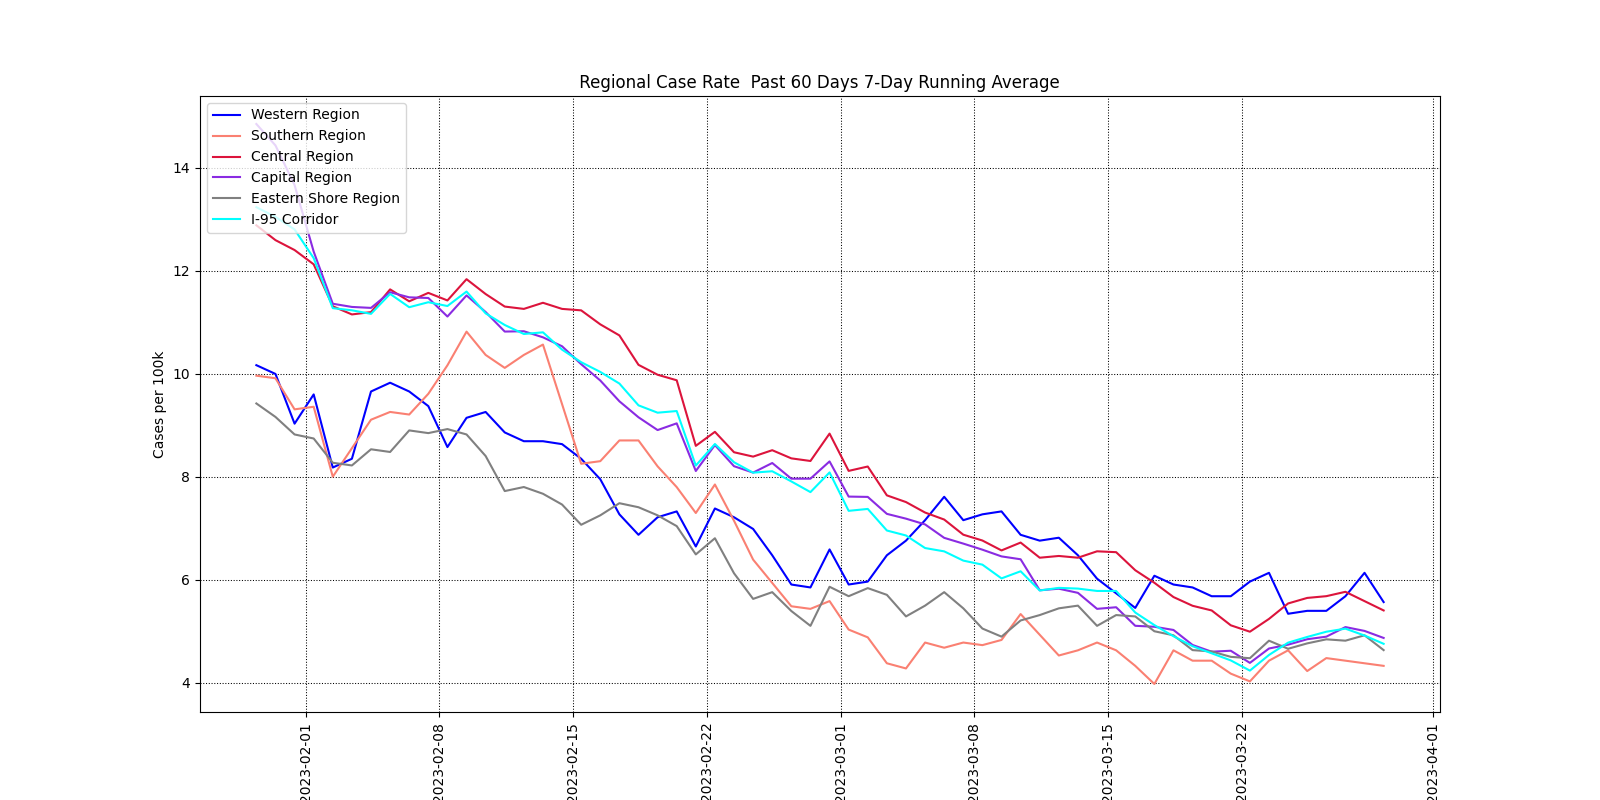 Regional Case Rate  Past 60 Days 7-Day Running Average
Western Region
Southern Region
Central Region
Capital Region
Eastern Shore Region
I-95 Corridor
Cases per 100k
14
12
10
8
6
4
2023-02-01
2023-02-08
2023-02-15
2023-02-22
2023-03-01
2023-03-08
2023-03-15
2023-03-22
2023-04-01